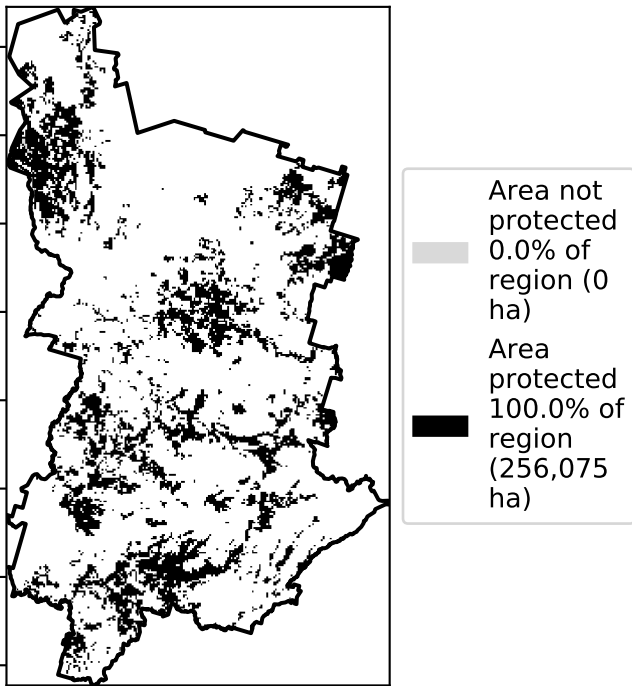 Area not
protected
0.0% of
region (0
ha)
Area
protected
100.0% of
region
(256,075
ha)